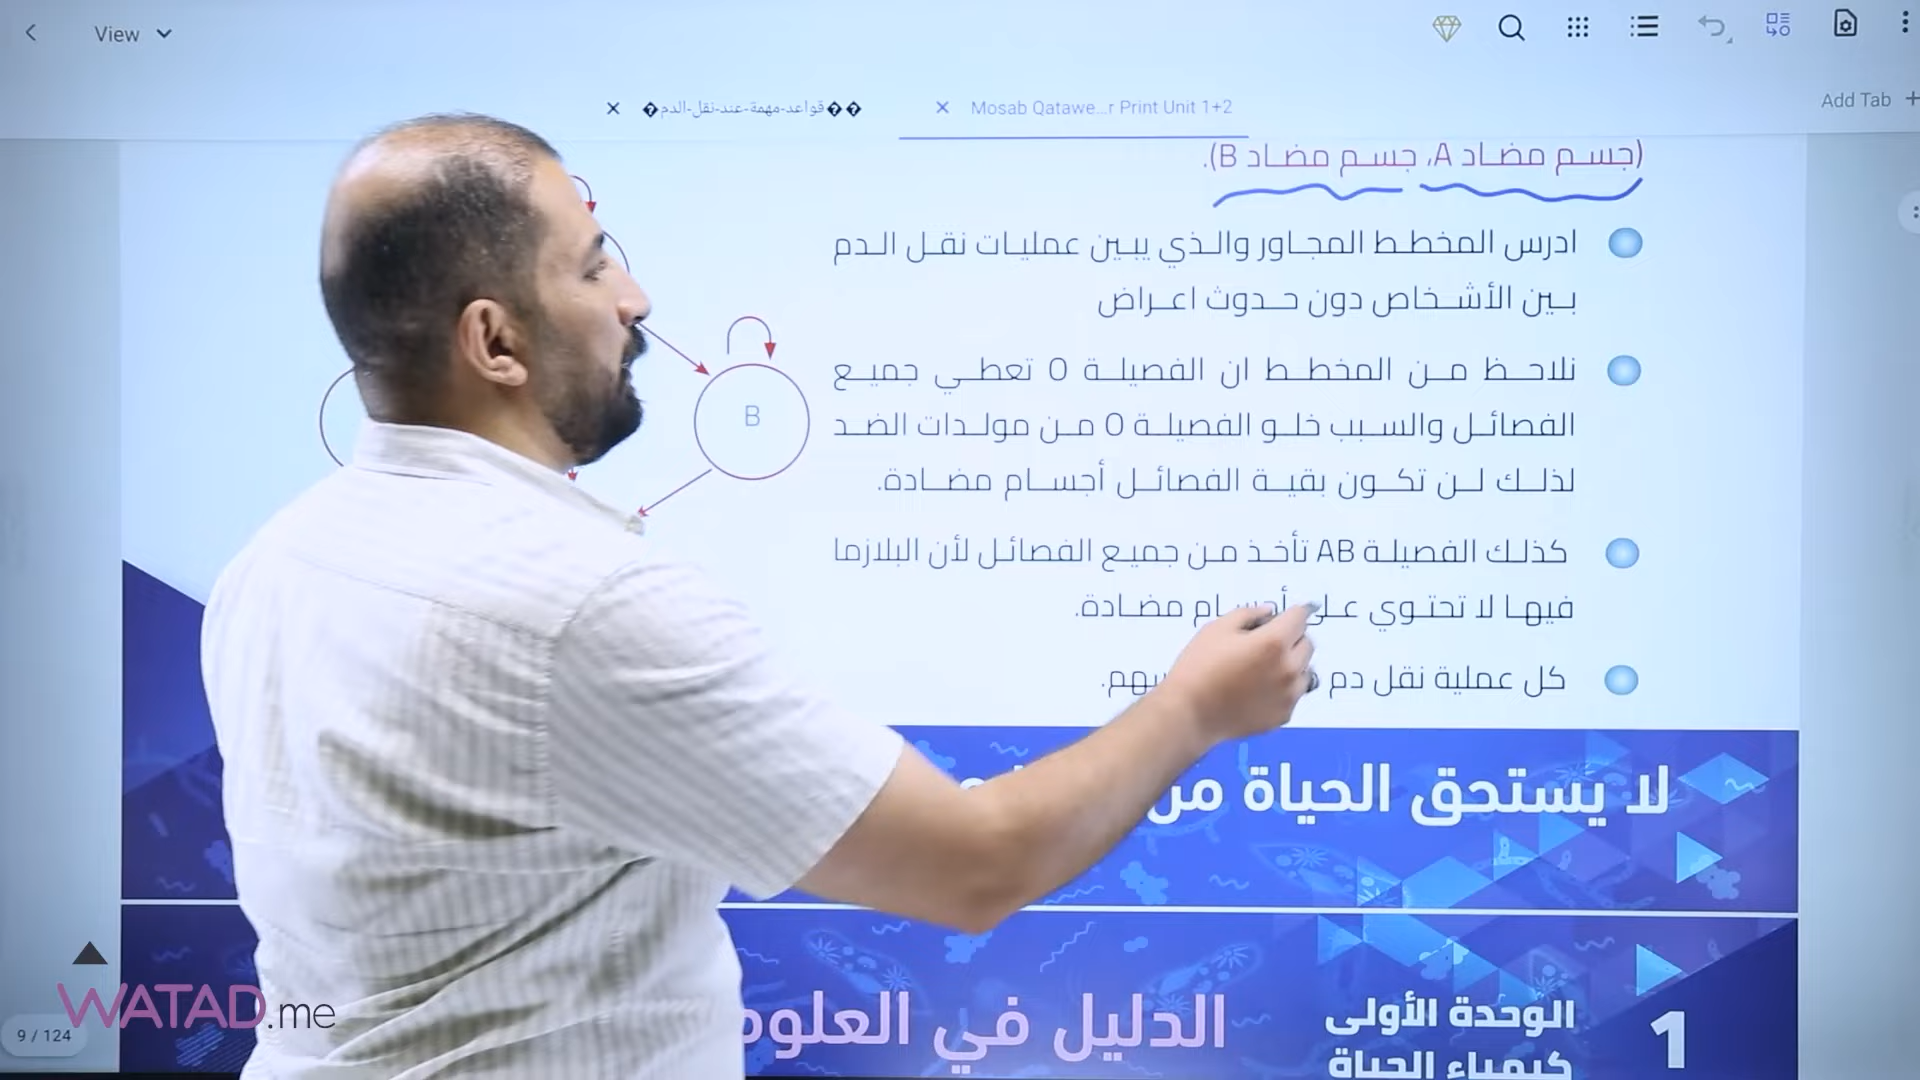 View
قواعد-مهمة-عند-نقل-الدم
Mosab Qatawe...r Print Unit 1+2
Add Tab
(جسم مضاد A، جسم مضاد B).
ادرس المخطط المجاور والذي يبين عمليات نقل الدم
بين الأشخاص دون حدوث اعراض
نلاحظ من المخطط ان الفصيلة O تعطي جميع
الفصائل والسبب خلو الفصيلة O من مولدات الضد
لذلك لن تكون بقية الفصائل أجسام مضادة.
كذلك الفصيلة AB تأخذ من جميع الفصائل لأن البلازما
فيها لا تحتوي على أجسام مضادة.
كل عملية نقل دم
B
لا يستحق الحياة من
الدليل في العلوم
الوحدة الأولى
كيمياء الحياة
1
WATAD.me
9 / 124